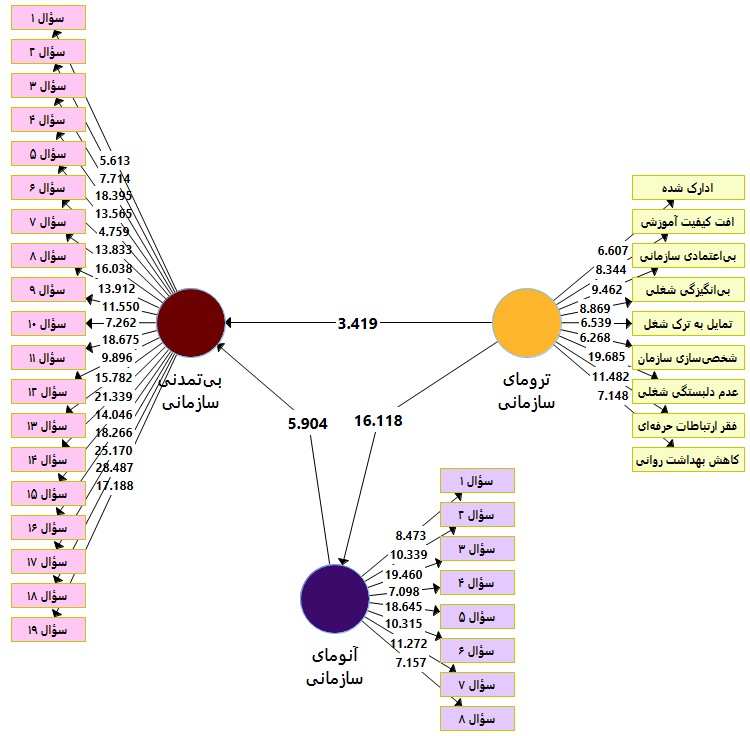 سؤال ۱
سؤال ۲
سؤال ۳
سؤال ۴
سؤال ۵
سؤال ۶
سؤال ۷
سؤال ۸
سؤال ۹
سؤال ۱۰
سؤال ۱۱
سؤال ۱۲
سؤال ۱۳
سؤال ۱۴
سؤال ۱۵
سؤال ۱۶
سؤال ۱۷
سؤال ۱۸
سؤال ۱۹
5.613
7.714
18.395
13.565
4.759
13.833
16.038
13.912
11.550
7.262
18.675
9.896
15.782
21.339
14.046
18.266
25.170
28.487
17.188
بی‌تمدنی
سازمانی
3.419
5.904
16.118
ترومای
سازمانی
6.607
8.344
9.462
8.869
6.539
6.268
19.685
11.482
7.148
ادارک شده
افت کیفیت آموزشی
بی‌اعتمادی سازمانی
بی‌انگیزگی شغلی
تمایل به ترک شغل
شخصی‌سازی سازمان
عدم دلبستگی شغلی
فقر ارتباطات حرفه‌ای
کاهش بهداشت روانی
آنومای
سازمانی
8.473
10.339
19.460
7.098
18.645
10.315
11.272
7.157
سؤال ۱
سؤال ۲
سؤال ۳
سؤال ۴
سؤال ۵
سؤال ۶
سؤال ۷
سؤال ۸